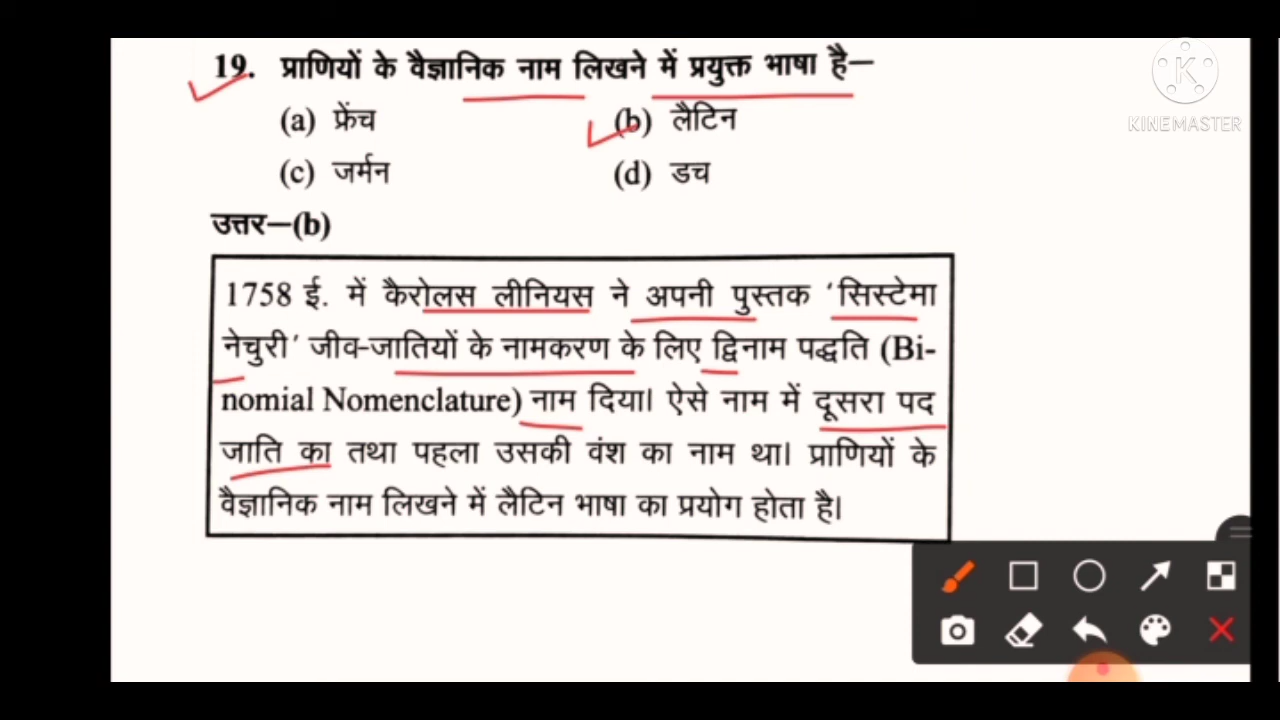 19. प्राणियों के वैज्ञानिक नाम लिखने में प्रयुक्त भाषा है—
(a) फ्रेंच (b) लैटिन
(c) जर्मन (d) डच
उत्तर—(b)
1758 ई. में कैरोलस लीनियस ने अपनी पुस्तक ‘सिस्टेमा
नेचुरी’ जीव-जातियों के नामकरण के लिए द्विनाम पद्धति (Bi-
nomial Nomenclature) नाम दिया। ऐसे नाम में दूसरा पद
जाति का तथा पहला उसकी वंश का नाम था। प्राणियों के
वैज्ञानिक नाम लिखने में लैटिन भाषा का प्रयोग होता है।
K
KINEMASTER